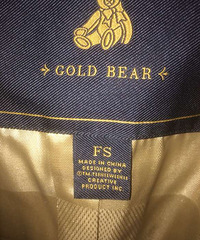 GOLD BEAR
FS
MADE IN CHINA
DESIGNED BY
CREATIVE
PRODUCT INC.